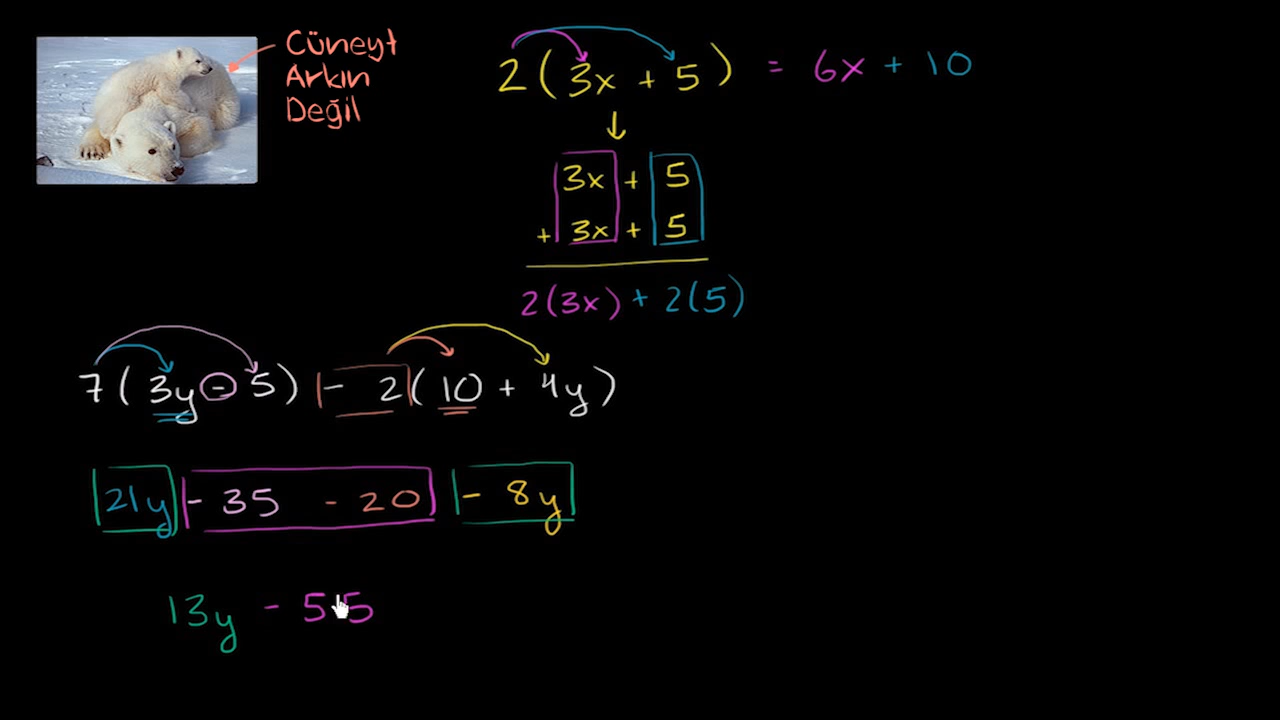 Cüneyt
Arkın
Değil
2(3x + 5) = 6x + 10
↓
3x + 5
+ 3x + 5
2(3x) + 2(5)
7(3y - 5) - 2(10 + 4y)
21y - 35 - 20 - 8y
13y - 55